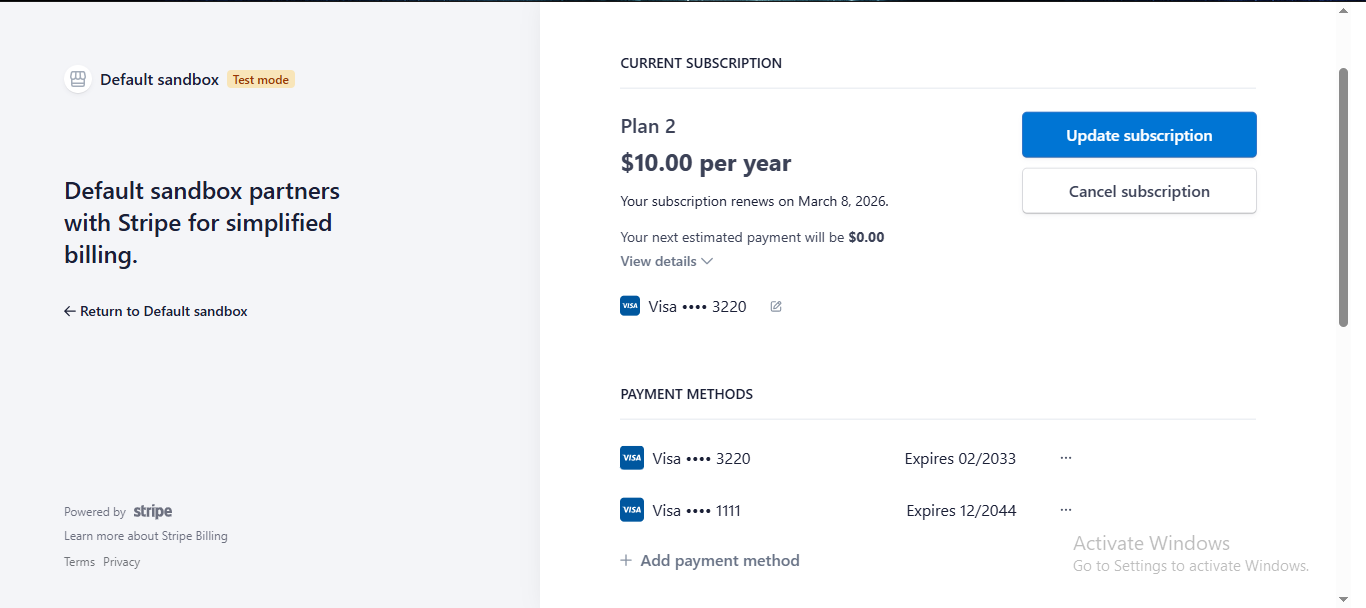 Default sandbox Test mode
Default sandbox partners
with Stripe for simplified
billing.
← Return to Default sandbox
Powered by stripe
Learn more about Stripe Billing
Terms Privacy
CURRENT SUBSCRIPTION
Plan 2
$10.00 per year
Your subscription renews on March 8, 2026.
Your next estimated payment will be $0.00
View details
VISA Visa •••• 3220
Update subscription
Cancel subscription
PAYMENT METHODS
VISA Visa •••• 3220 Expires 02/2033 ···
VISA Visa •••• 1111 Expires 12/2044 ···
+ Add payment method
Activate Windows
Go to Settings to activate Windows.